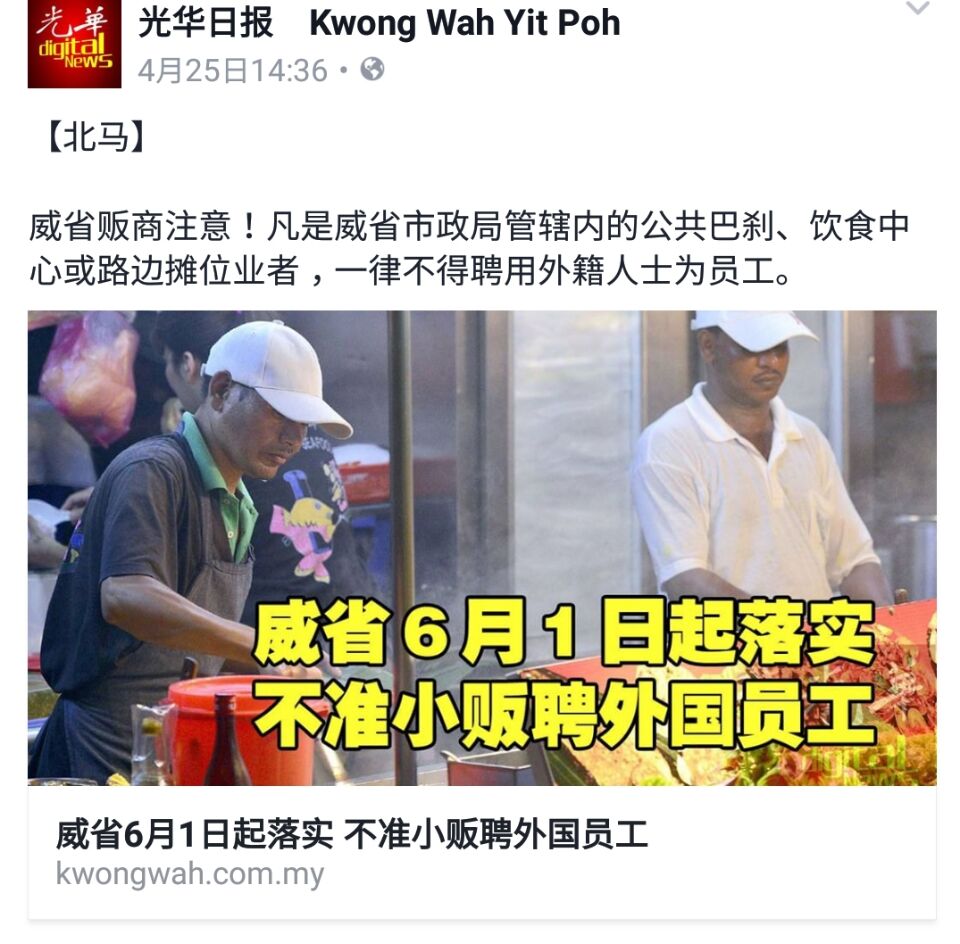 光華
digital
News
光华日报 Kwong Wah Yit Poh
4月25日14:36
【北马】
威省贩商注意！凡是威省市政局管辖内的公共巴刹、饮食中
心或路边摊位业者，一律不得聘用外籍人士为员工。
SEAFOOD
威省6月1日起落实
不准小贩聘外国员工
digital
News
威省6月1日起落实 不准小贩聘外国员工
kwongwah.com.my